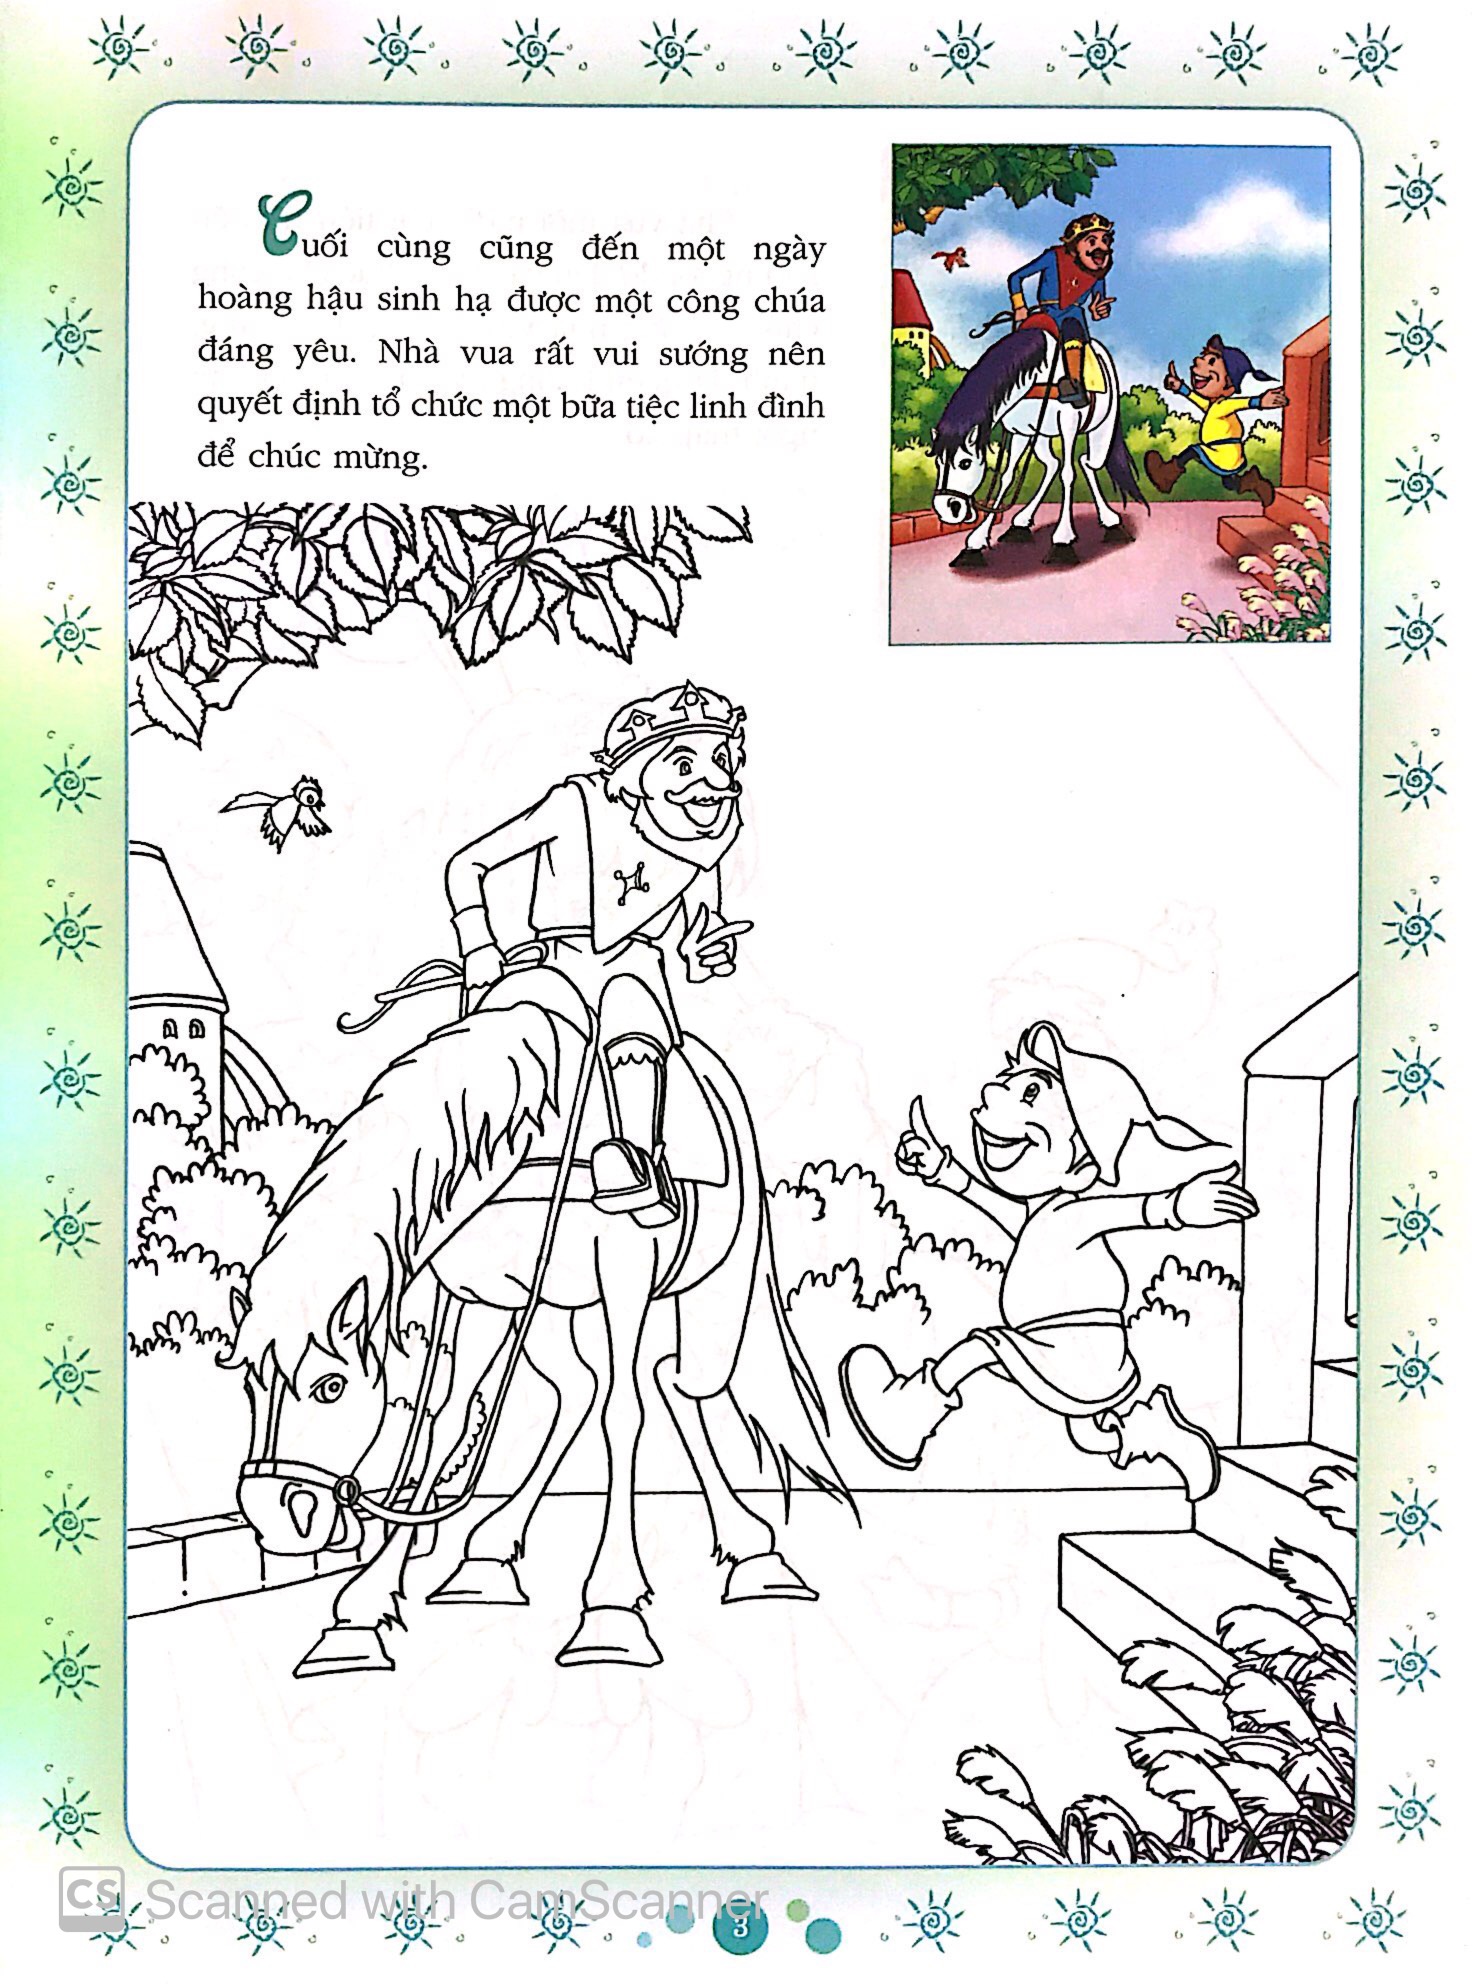 Cuối cùng cũng đến một ngày
hoàng hậu sinh hạ được một công chúa
đáng yêu. Nhà vua rất vui sướng nên
quyết định tổ chức một bữa tiệc linh đình
để chúc mừng.
CS Scanned with CamScanner
3